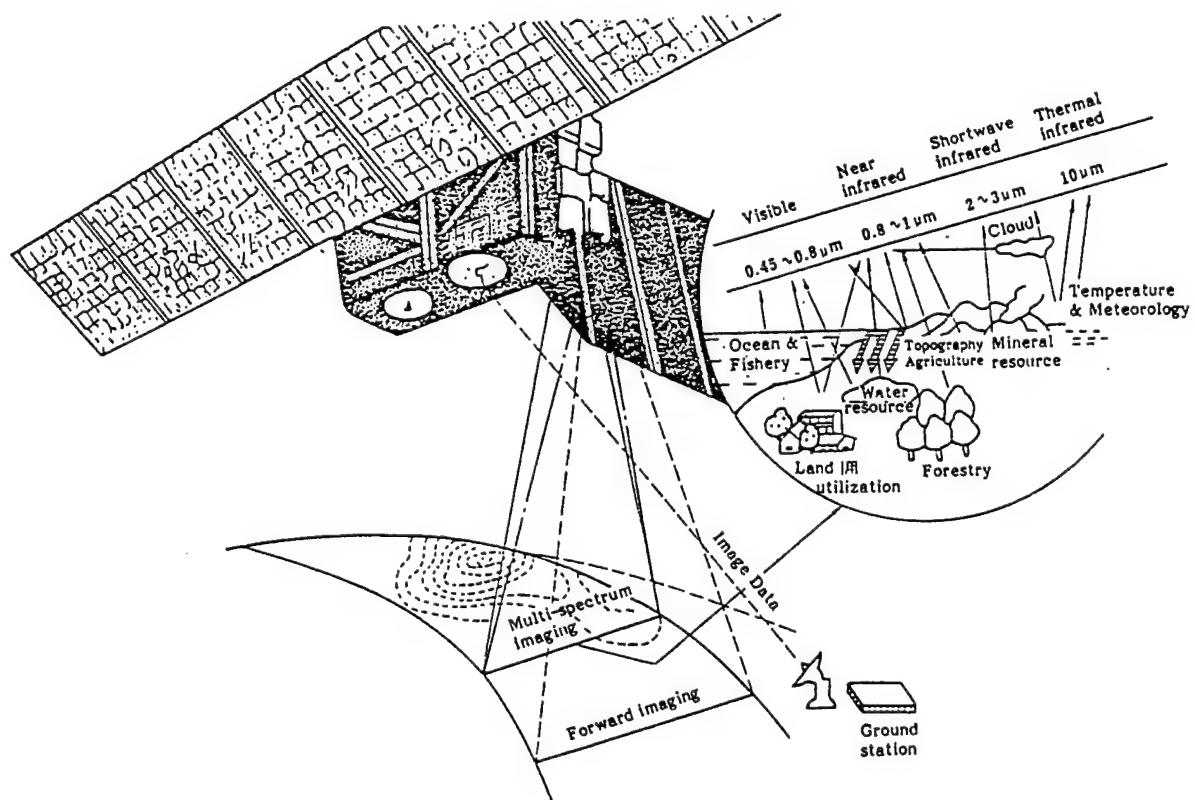 Visible
Near
infrared
Shortwave
infrared
Thermal
infrared
0.45 ~0.8μm
0.8 ~1μm
2 ~3μm
10μm
Cloud
Temperature
& Meteorology
Ocean &
Fishery
Topography
Agriculture
Mineral
resource
Water
resource
Land
utilization
Forestry
Image Data
Multi-spectrum
imaging
Forward imaging
Ground
station